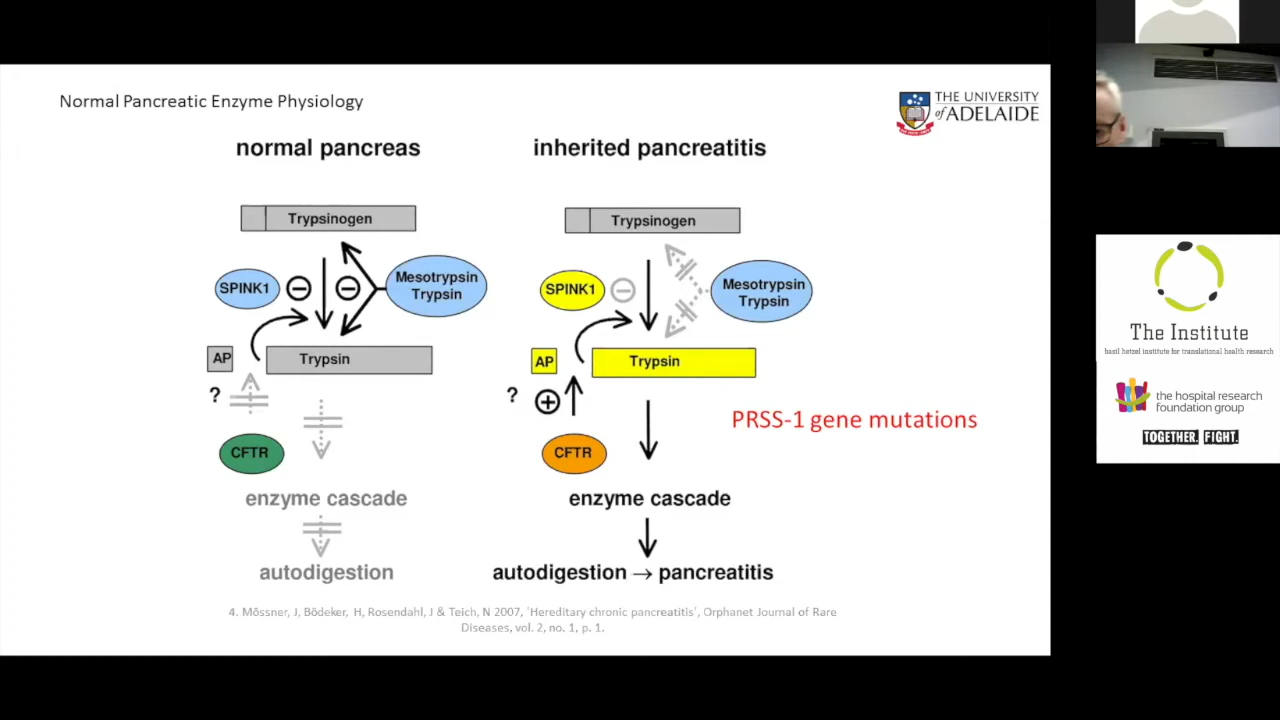 Normal Pancreatic Enzyme Physiology
THE UNIVERSITY
of ADELAIDE
normal pancreas
Trypsinogen
SPINK1
Mesotrypsin
Trypsin
AP
Trypsin
?
CFTR
enzyme cascade
autodigestion
inherited pancreatitis
Trypsinogen
SPINK1
Mesotrypsin
Trypsin
AP
Trypsin
?
CFTR
PRSS-1 gene mutations
enzyme cascade
autodigestion → pancreatitis
4. Mössner, J, Bödeker, H, Rosendahl, J & Teich, N 2007, 'Hereditary chronic pancreatitis', Orphanet Journal of Rare
Diseases, vol. 2, no. 1, p. 1.
The Institute
basil hetzel institute for translational health research
the hospital research
foundation group
TOGETHER. FIGHT.